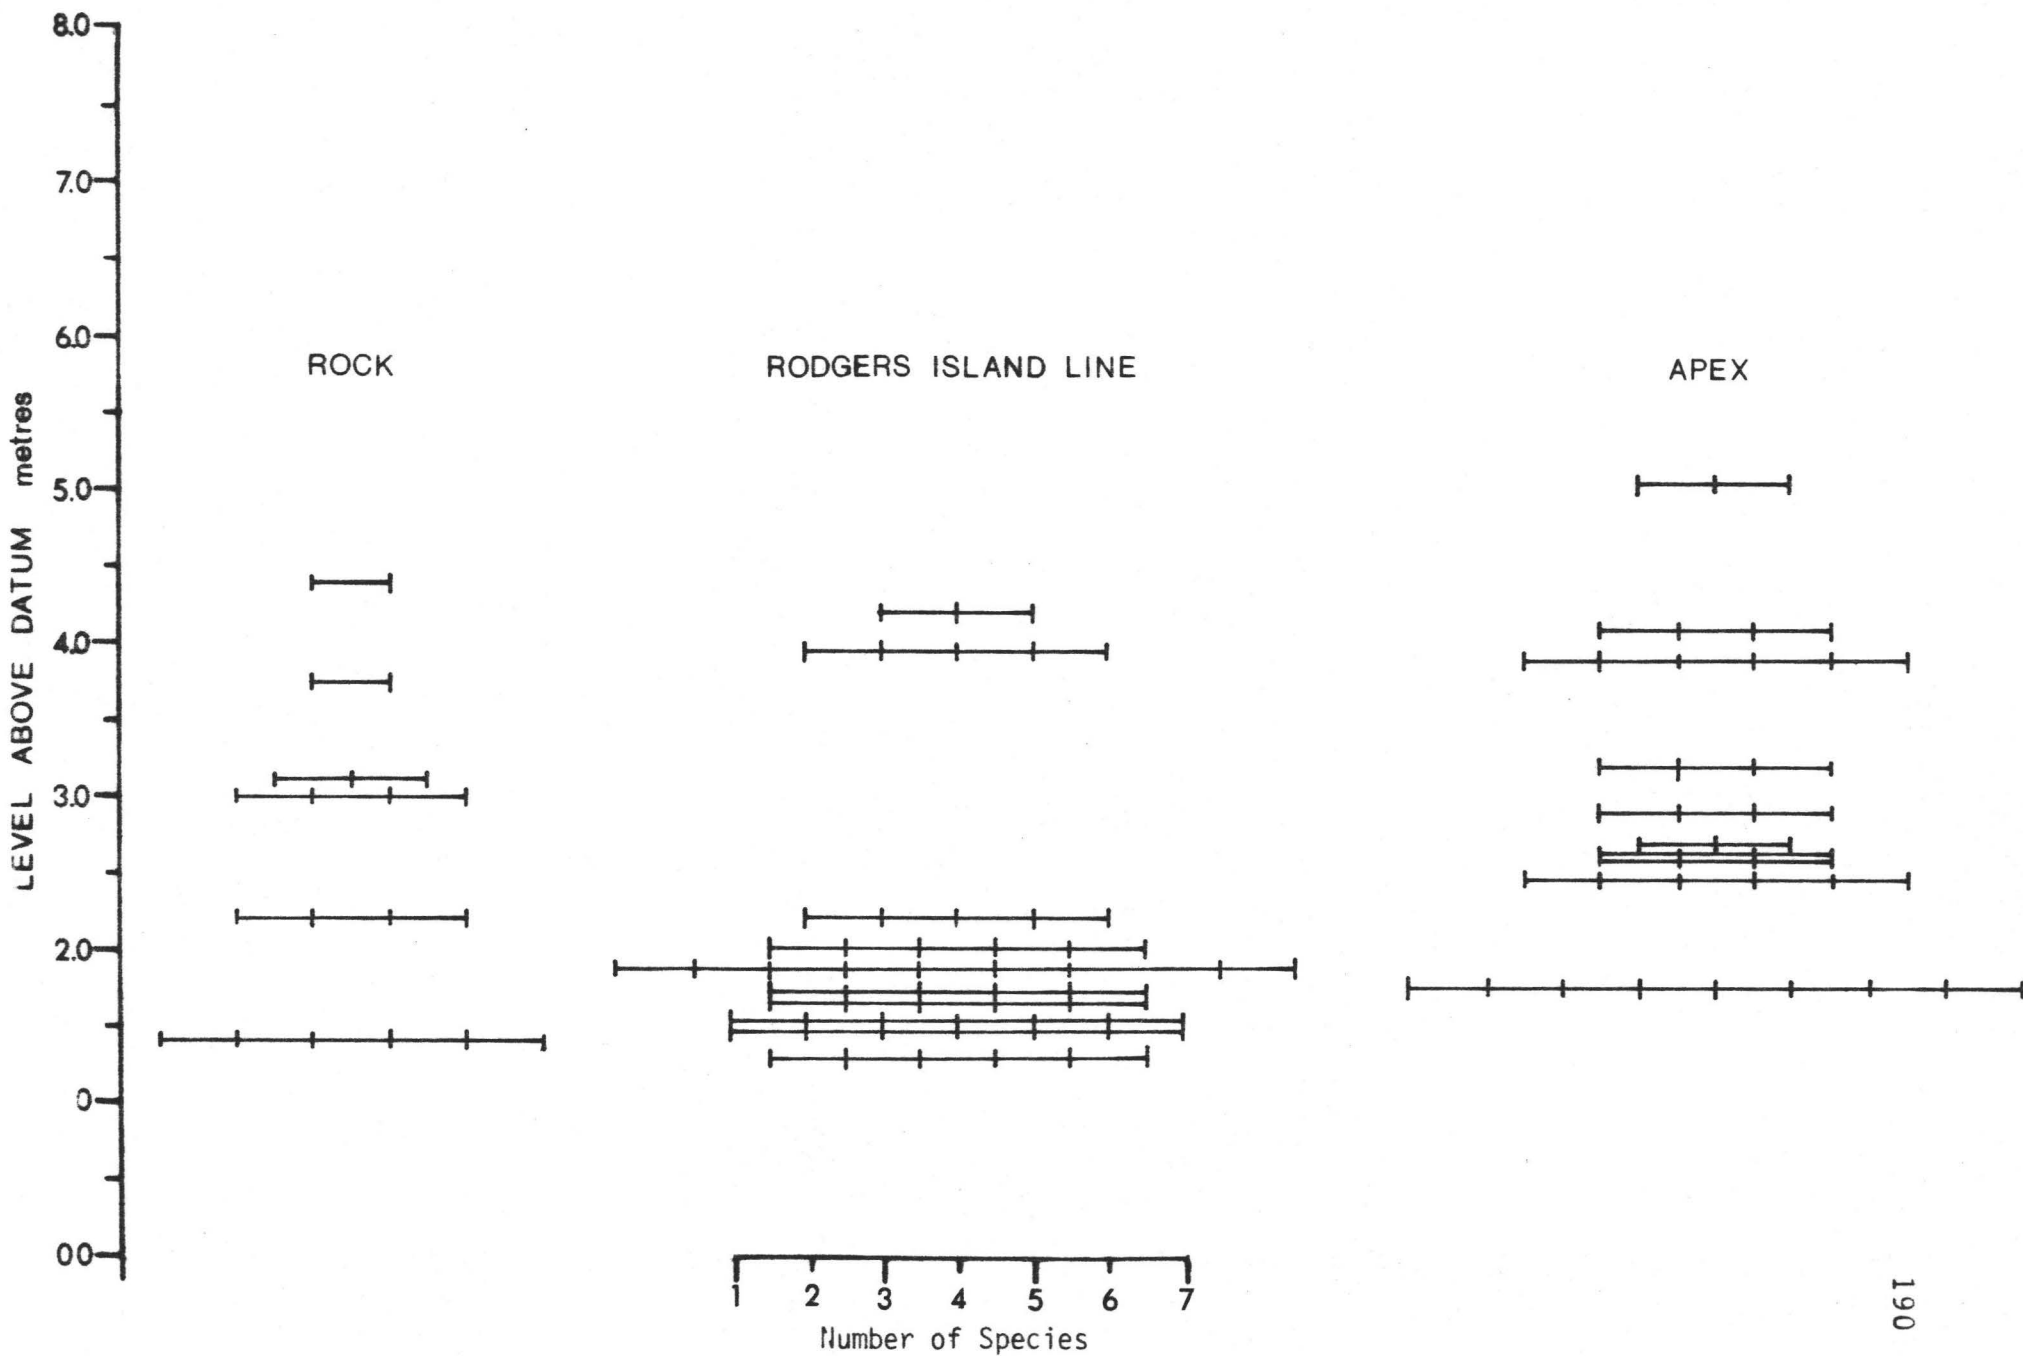 8.0
7.0
6.0
5.0
4.0
3.0
2.0
0
00
LEVEL ABOVE DATUM metres
ROCK
RODGERS ISLAND LINE
APEX
1 2 3 4 5 6 7
Number of Species
190